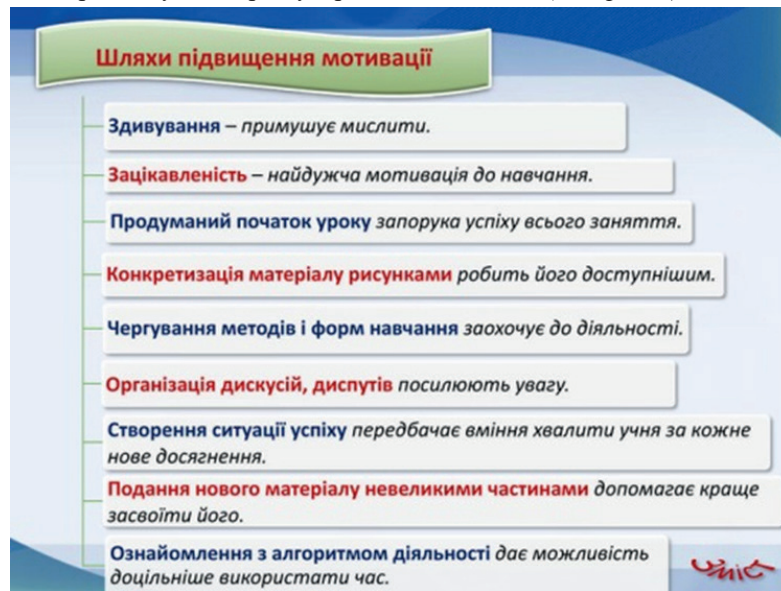 Шляхи підвищення мотивації
Здивування – примушує мислити.
Зацікавленість – найдужча мотивація до навчання.
Продуманий початок уроку запорука успіху всього заняття.
Конкретизація матеріалу рисунками робить його доступнішим.
Чергування методів і форм навчання заохочує до діяльності.
Організація дискусій, диспутів посилюють увагу.
Створення ситуації успіху передбачає вміння хвалити учня за кожне
нове досягнення.
Подання нового матеріалу невеликими частинами допомагає краще
засвоїти його.
Ознайомлення з алгоритмом діяльності дає можливість
доцільніше використати час.